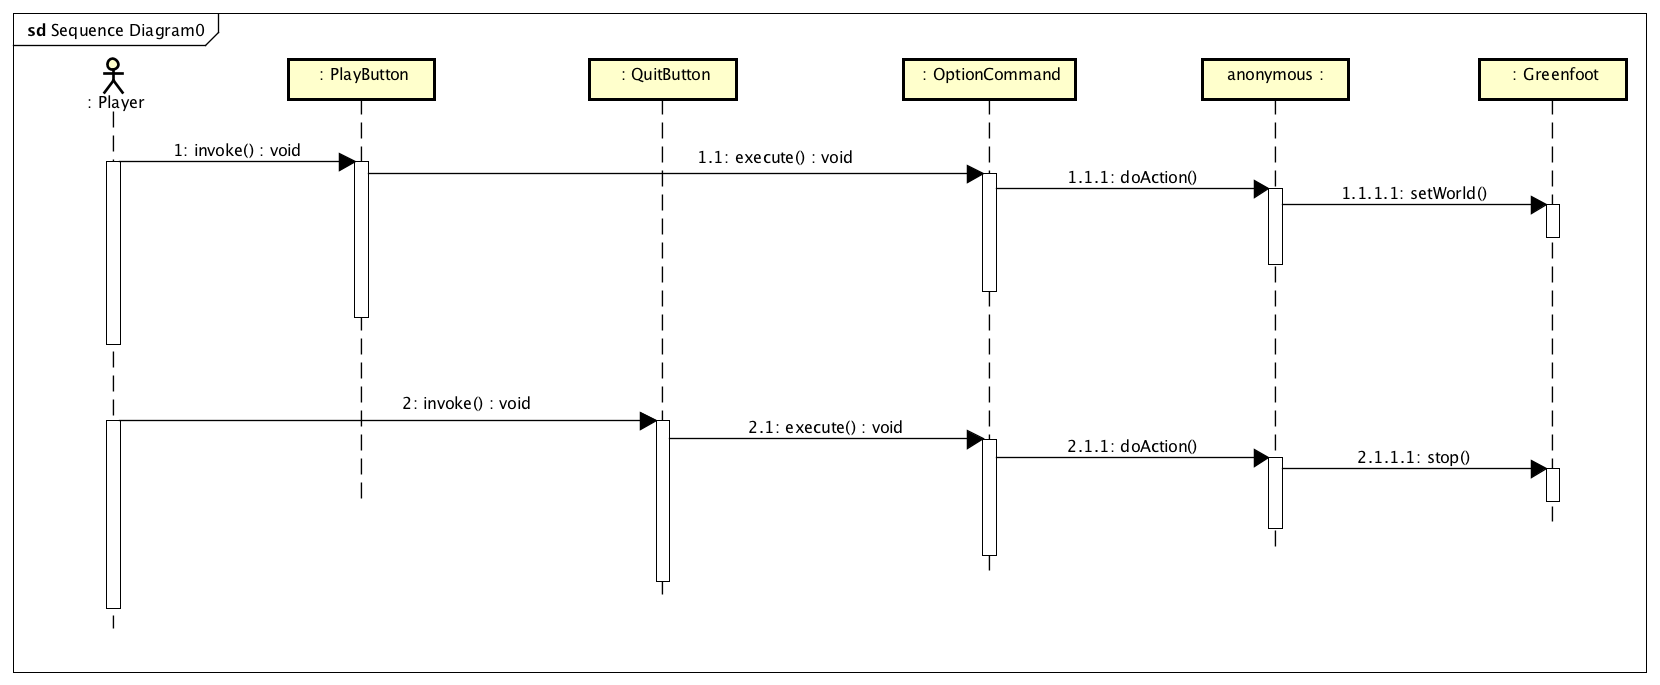 sd Sequence Diagram0
: Player
: PlayButton
: QuitButton
: OptionCommand
anonymous :
: Greenfoot
1: invoke() : void
1.1: execute() : void
1.1.1: doAction()
1.1.1.1: setWorld()
2: invoke() : void
2.1: execute() : void
2.1.1: doAction()
2.1.1.1: stop()